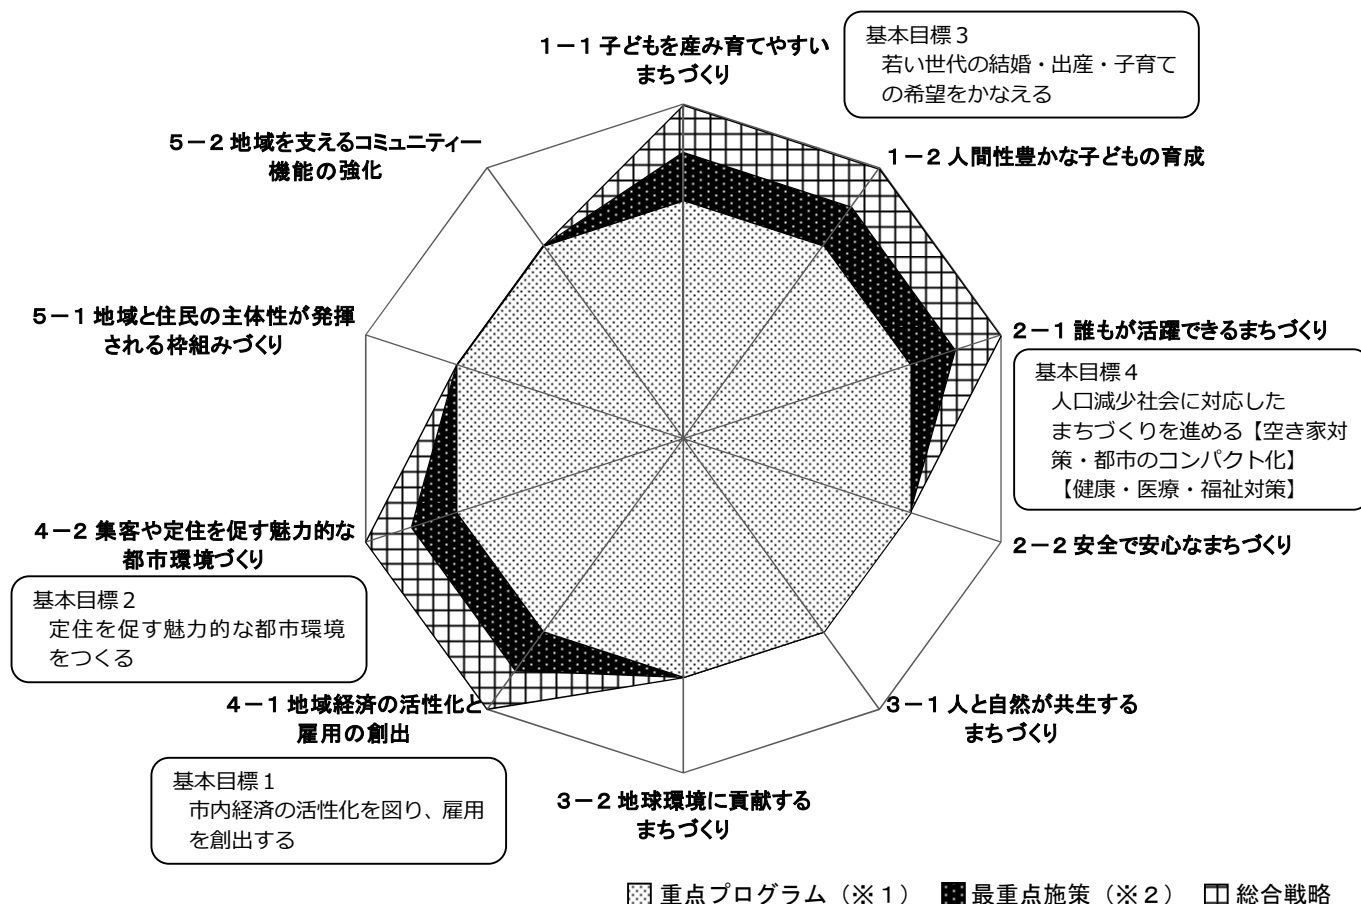 1－1 子どもを産み育てやすい
まちづくり
基本目標３
若い世代の結婚・出産・子育て
の希望をかなえる
1－2 人間性豊かな子どもの育成
2－1 誰もが活躍できるまちづくり
基本目標４
人口減少社会に対応した
まちづくりを進める【空き家対
策・都市のコンパクト化】
【健康・医療・福祉対策】
2－2 安全で安心なまちづくり
3－1 人と自然が共生する
まちづくり
3－2 地球環境に貢献する
まちづくり
4－1 地域経済の活性化と
雇用の創出
基本目標１
市内経済の活性化を図り、雇用
を創出する
4－2 集客や定住を促す魅力的な
都市環境づくり
基本目標２
定住を促す魅力的な都市環境
をつくる
5－1 地域と住民の主体性が発揮
される枠組みづくり
5－2 地域を支えるコミュニティー
機能の強化
重点プログラム（※１） 最重点施策（※２） 総合戦略